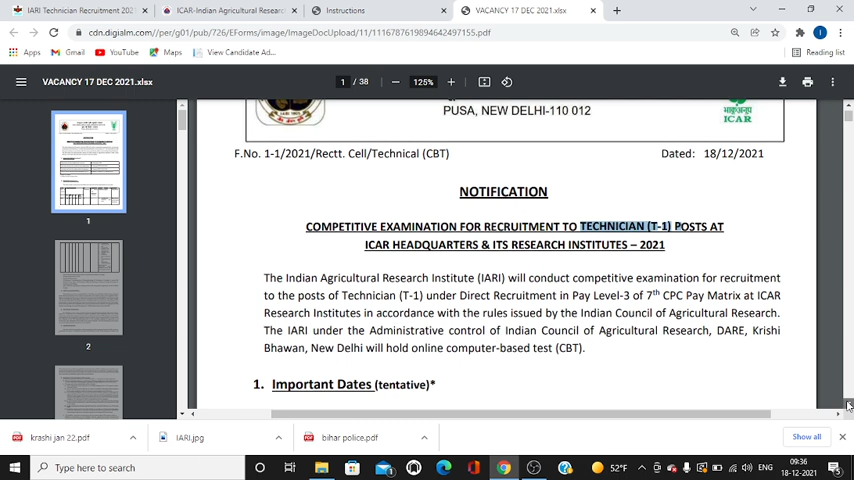 IARI Technician Recruitment 202
ICAR-Indian Agricultural Research
Instructions
VACANCY 17 DEC 2021.xlsx
cdn.digialm.com//per/g01/pub/726/EForms/image/ImageDocUpload/11/1116787619894642497155.pdf
Apps
Gmail
YouTube
Maps
View Candidate Ad...
Reading list
VACANCY 17 DEC 2021.xlsx
1 / 38
125%
PUSA, NEW DELHI-110 012
F.No. 1-1/2021/Rectt. Cell/Technical (CBT)
Dated: 18/12/2021
NOTIFICATION
COMPETITIVE EXAMINATION FOR RECRUITMENT TO TECHNICIAN (T-1) POSTS AT
ICAR HEADQUARTERS & ITS RESEARCH INSTITUTES – 2021
The Indian Agricultural Research Institute (IARI) will conduct competitive examination for recruitment
to the posts of Technician (T-1) under Direct Recruitment in Pay Level-3 of 7th CPC Pay Matrix at ICAR
Research Institutes in accordance with the rules issued by the Indian Council of Agricultural Research.
The IARI under the Administrative control of Indian Council of Agricultural Research, DARE, Krishi
Bhawan, New Delhi will hold online computer-based test (CBT).
1. Important Dates (tentative)*
ICAR
1
2
krashi jan 22.pdf
IARI.jpg
bihar police.pdf
Show all
Type here to search
52°F
ENG
09:36
18-12-2021